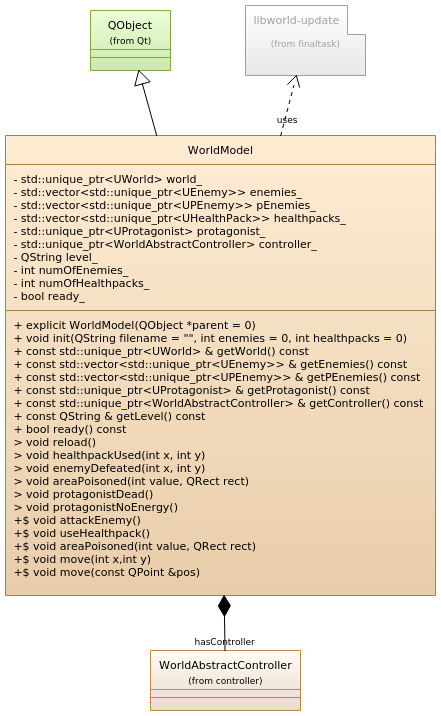 QObject
(from Qt)
libworld-update
(from finaltask)
uses
WorldModel
- std::unique_ptr<UWorld> world_
- std::vector<std::unique_ptr<UEnemy>> enemies_
- std::vector<std::unique_ptr<UPEnemy>> pEnemies_
- std::vector<std::unique_ptr<UHealthPack>> healthpacks_
- std::unique_ptr<UProtagonist> protagonist_
- std::unique_ptr<WorldAbstractController> controller_
- QString level_
- int numOfEnemies_
- int numOfHealthpacks_
- bool ready_
+ explicit WorldModel(QObject *parent = 0)
+ void init(QString filename = "", int enemies = 0, int healthpacks = 0)
+ const std::unique_ptr<UWorld> & getWorld() const
+ const std::vector<std::unique_ptr<UEnemy>> & getEnemies() const
+ const std::vector<std::unique_ptr<UPEnemy>> & getPEnemies() const
+ const std::unique_ptr<UProtagonist> & getProtagonist() const
+ const std::unique_ptr<WorldAbstractController> & getController() const
+ const QString & getLevel() const
+ bool ready() const
> void reload()
> void healthpackUsed(int x, int y)
> void enemyDefeated(int x, int y)
> void areaPoisoned(int value, QRect rect)
> void protagonistDead()
> void protagonistNoEnergy()
+$ void attackEnemy()
+$ void useHealthpack()
+$ void areaPoisoned(int value, QRect rect)
+$ void move(int x,int y)
+$ void move(const QPoint &pos)
hasController
WorldAbstractController
(from controller)